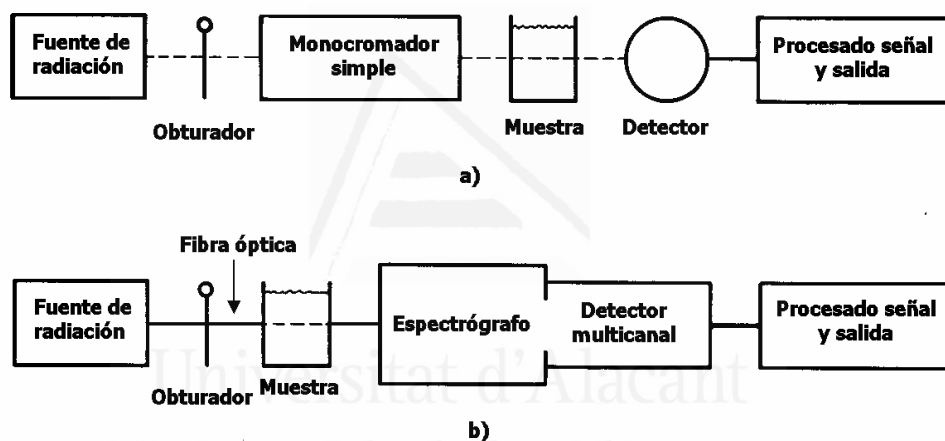 Fuente de
radiación
Obturador
Monocromador
simple
Muestra
Detector
Procesado señal
y salida
a)
Fibra óptica
Fuente de
radiación
Obturador
Muestra
Espectrógrafo
Detector
multicanal
Procesado señal
y salida
Universitat d'Alacant
b)